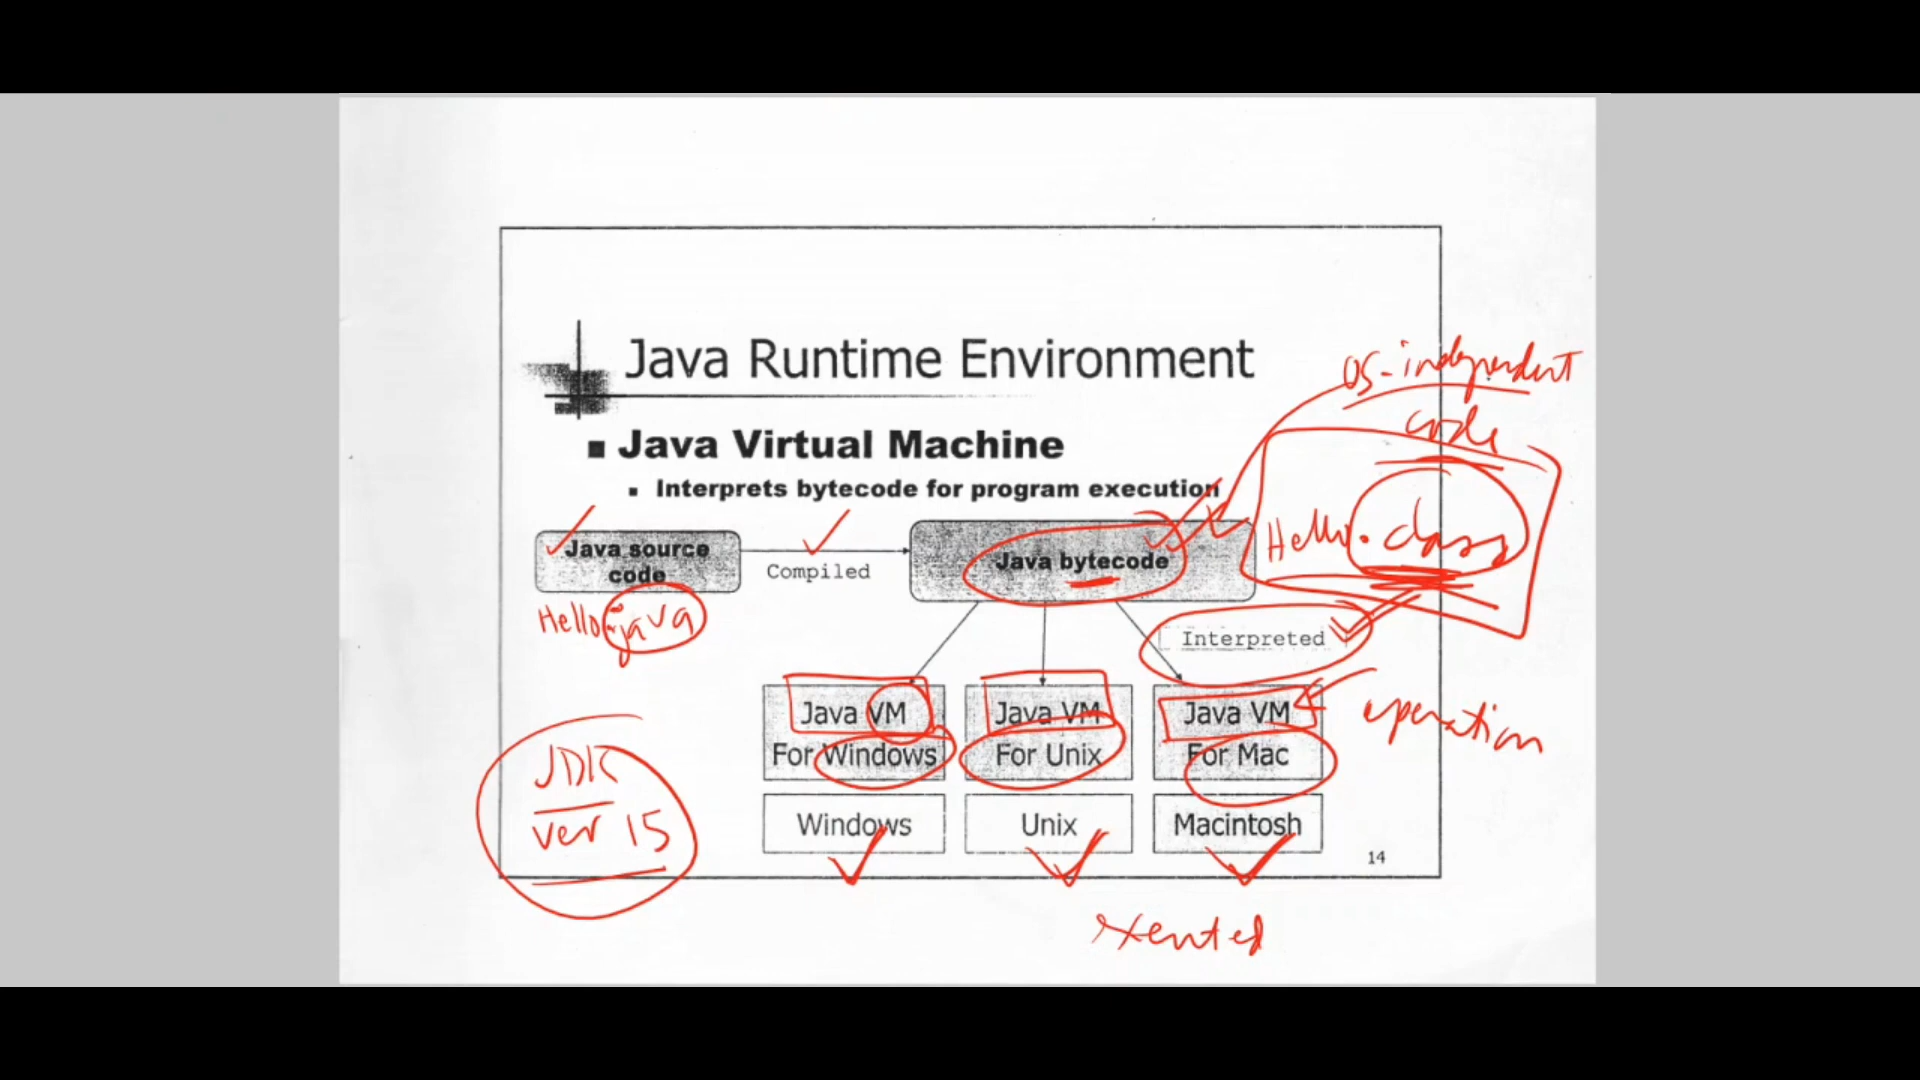 Java Runtime Environment
OS-independent
code
Java Virtual Machine
Interprets bytecode for program execution
Java source
code
Compiled
Java bytecode
Hello.class
Hello.java
Interpreted
Java VM
For Windows
Java VM
For Unix
Java VM
For Mac
operation
JDK
ver 15
Windows
Unix
Macintosh
14
executed